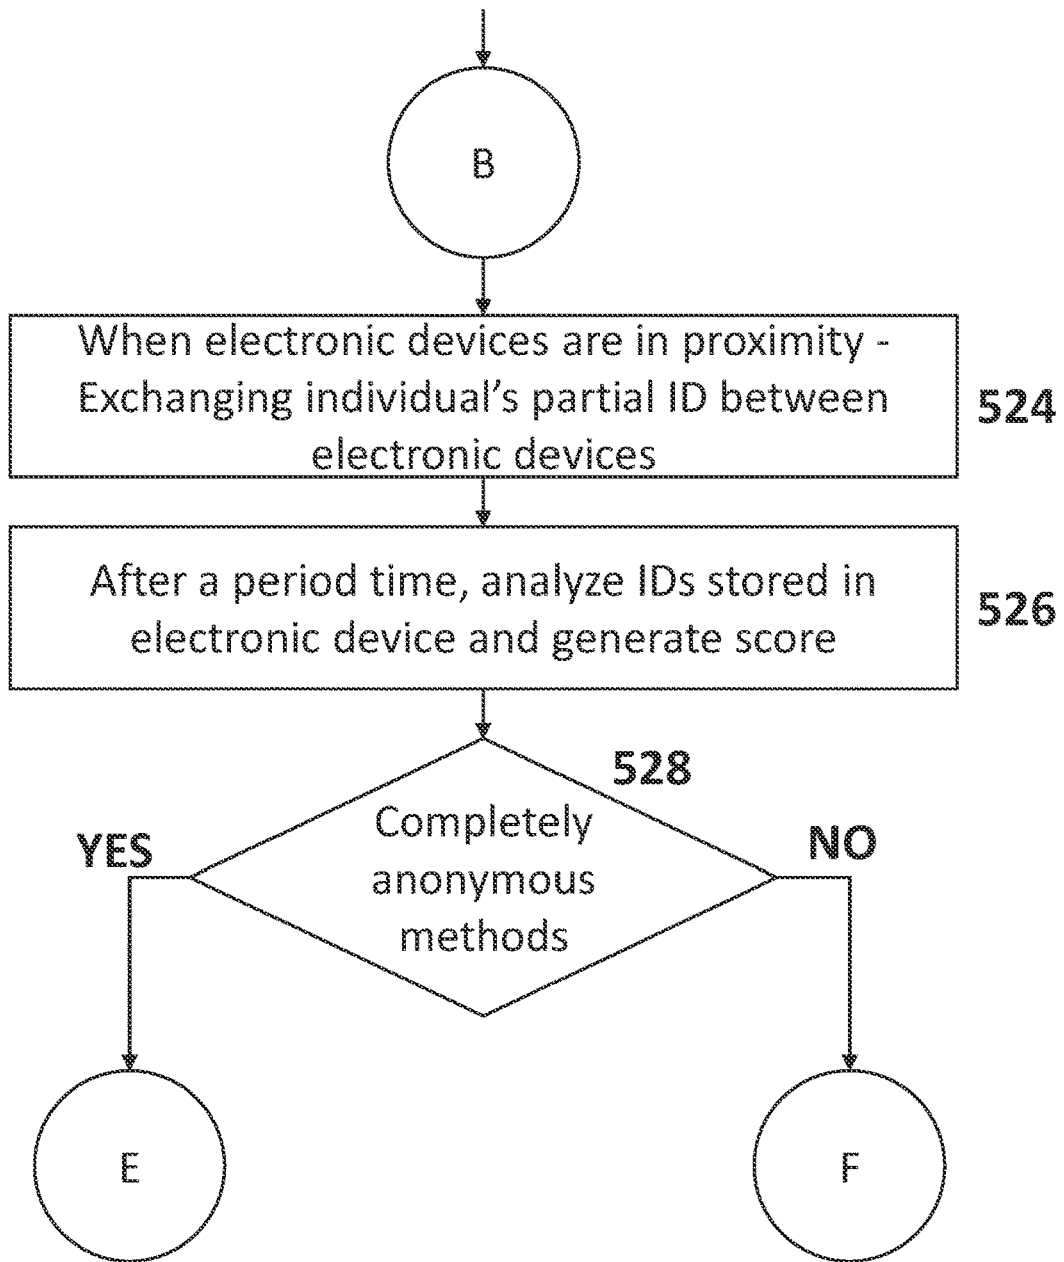 B
When electronic devices are in proximity -
Exchanging individual's partial ID between
electronic devices
524
After a period time, analyze IDs stored in
electronic device and generate score
526
528
Completely
anonymous
methods
YES
NO
E
F